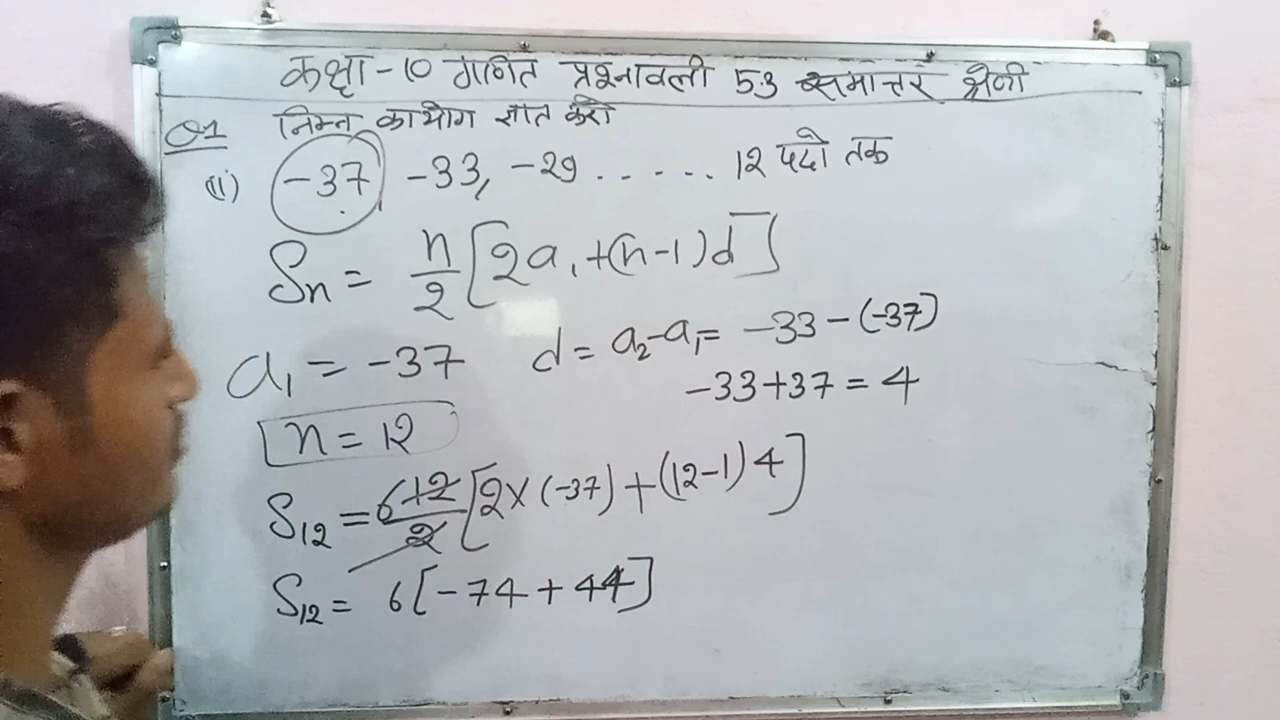 कक्षा - 10 गणित प्रश्नावली 5.3 समान्तर श्रेणी
Q1 निम्न का योग ज्ञात करो
(ii) -37, -33, -29 ...... 12 पदो तक
Sn = n/2 [2a₁ + (n-1)d]
a₁ = -37 d = a₂-a₁ = -33 - (-37)
-33+37 = 4
n = 12
S₁₂ = 6 12/2 [2 × (-37) + (12-1) 4]
S₁₂ = 6 [-74 + 44]